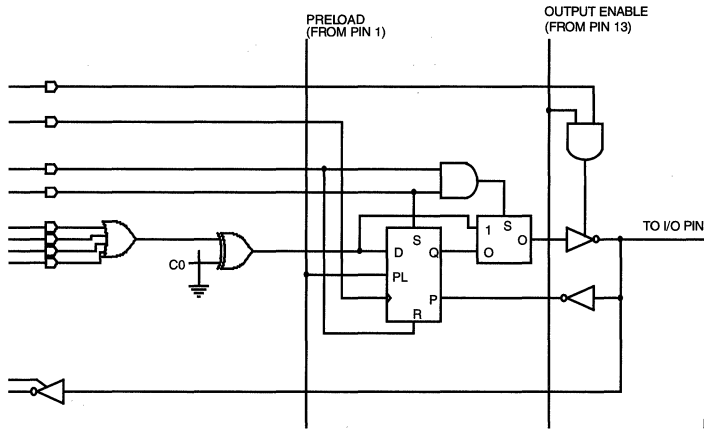 PRELOAD
(FROM PIN 1)
OUTPUT ENABLE
(FROM PIN 13)
S
1
S
O
O
TO I/O PIN
D
Q
PL
P
R
C0